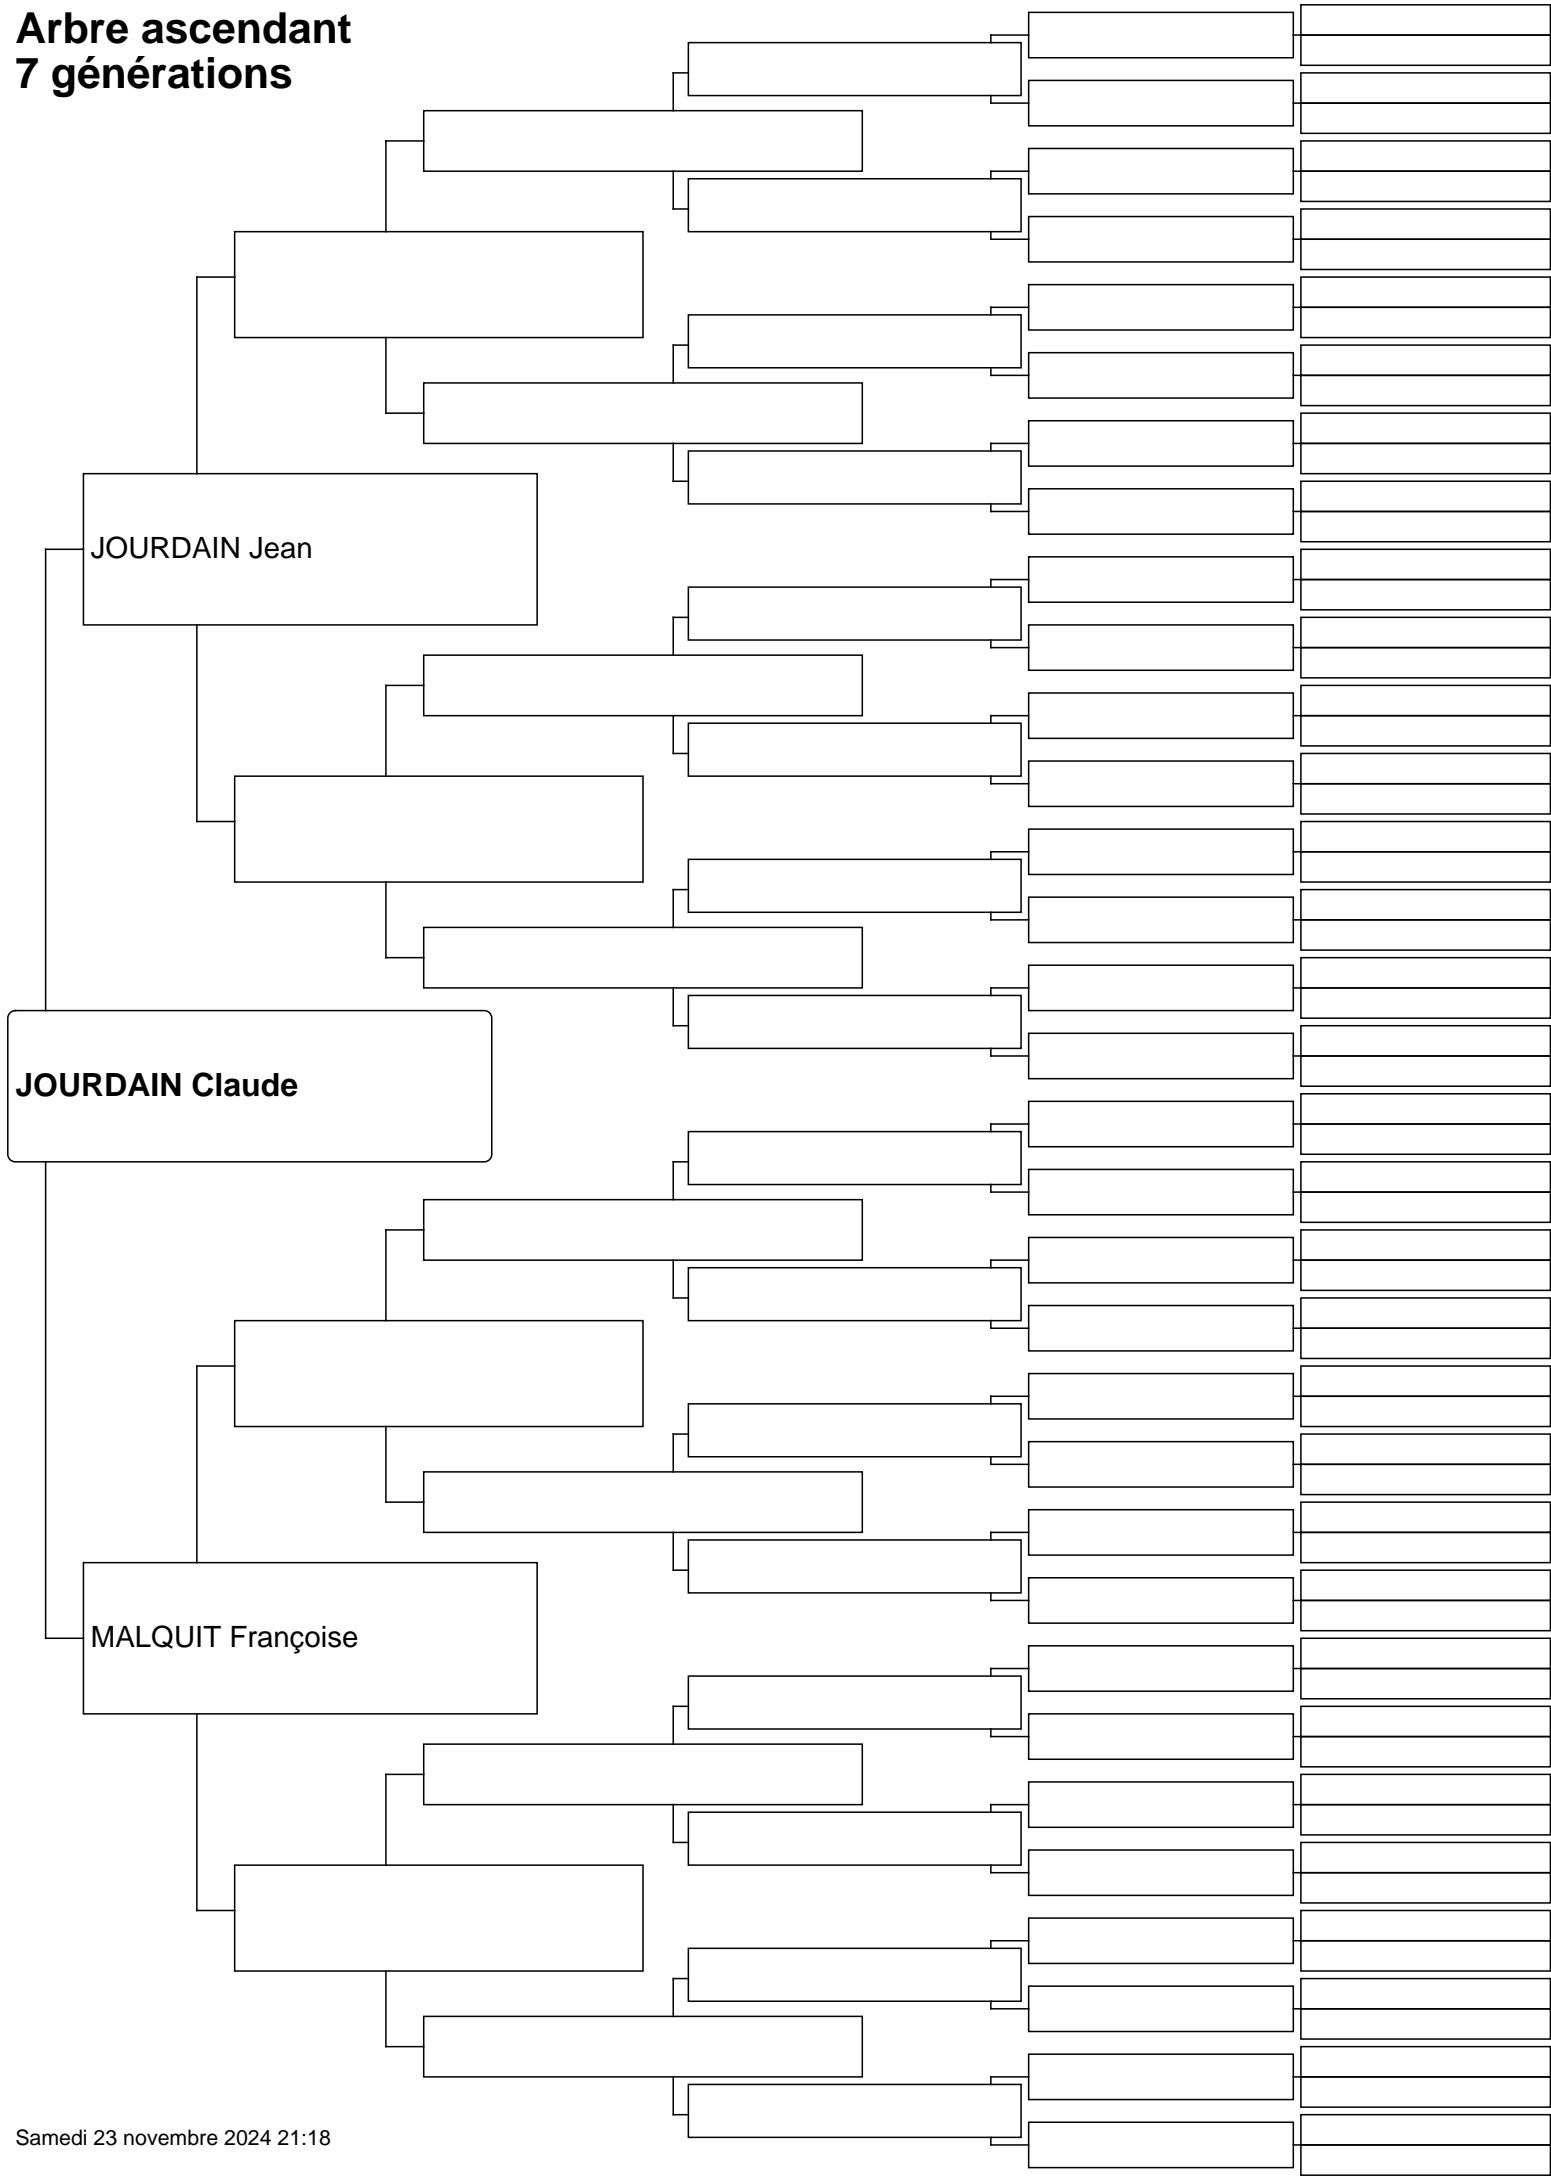 Arbre ascendant
7 générations
JOURDAIN Jean
JOURDAIN Claude
MALQUIT Françoise
Samedi 23 novembre 2024 21:18